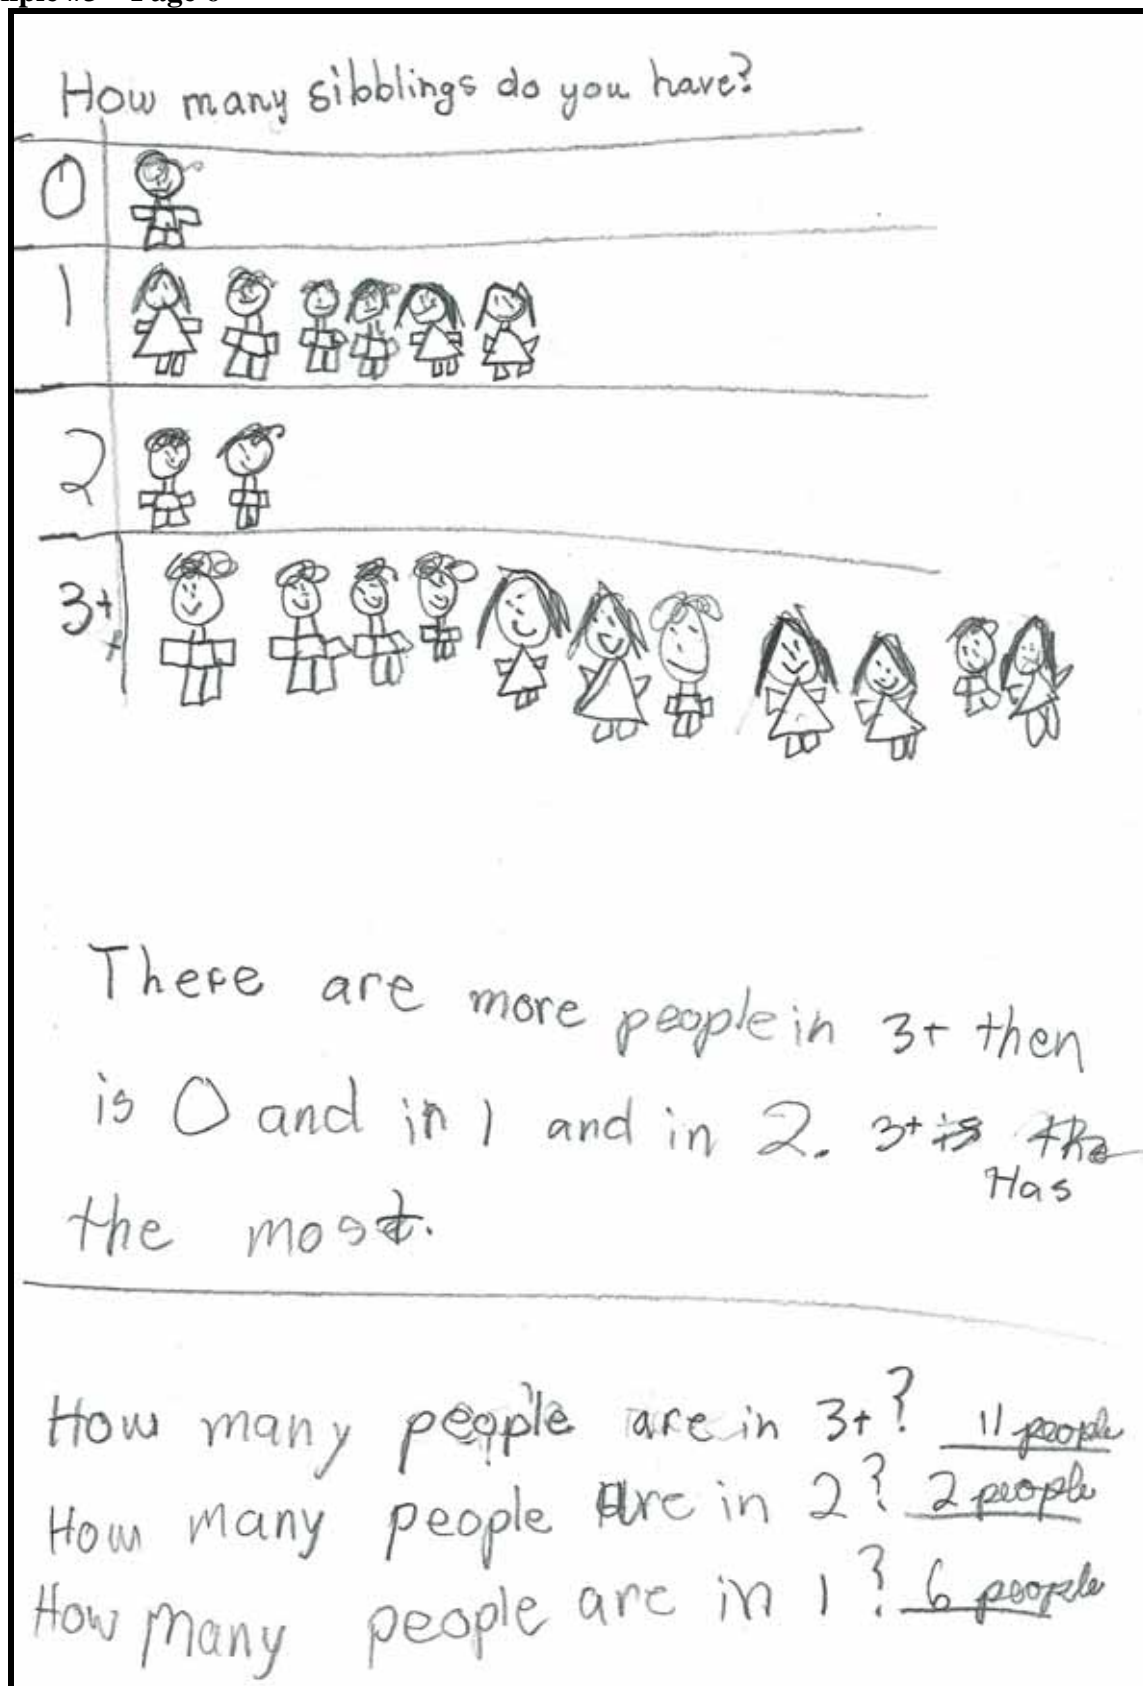 How many sibblings do you have?
0
1
2
3+
There are more people in 3+ then
is 0 and in 1 and in 2. 3+ is the
Has
the most.
How many people are in 3+? 11 people
How many people are in 2? 2 people
How many people are in 1? 6 people